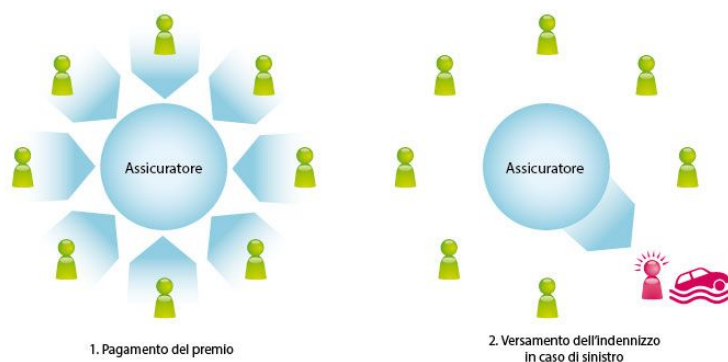 Assicuratore
Assicuratore
1. Pagamento del premio
2. Versamento dell'indennizzo
in caso di sinistro